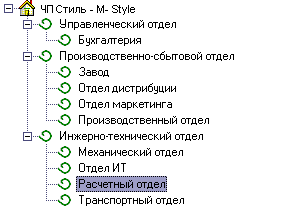 ЧП Стиль - M- Style
Управленческий отдел
Бухгалтерия
Производственно-сбытовой отдел
Завод
Отдел дистрибуции
Отдел маркетинга
Производственный отдел
Инжерно-технический отдел
Механический отдел
Отдел ИТ
Расчетный отдел
Транспортный отдел